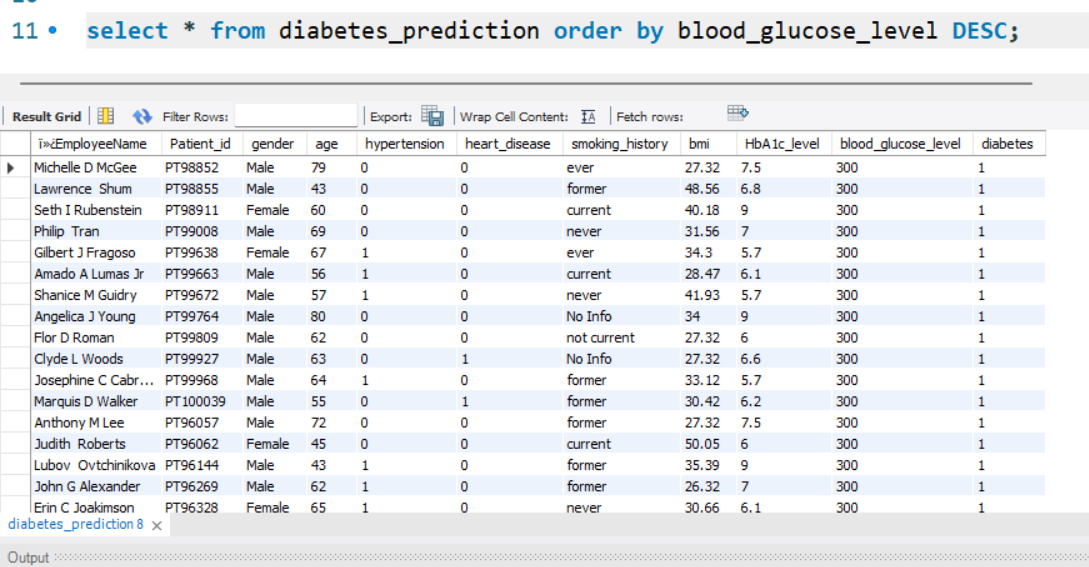 11 select * from diabetes_prediction order by blood_glucose_level DESC;
Result Grid Filter Rows: Export: Wrap Cell Content: Fetch rows:
ï»¿EmployeeName Patient_id gender age hypertension heart_disease smoking_history bmi HbA1c_level blood_glucose_level diabetes
Michelle D McGee PT98852 Male 79 0 0 ever 27.32 7.5 300 1
Lawrence Shum PT98855 Male 43 0 0 former 48.56 6.8 300 1
Seth I Rubenstein PT98911 Female 60 0 0 current 40.18 9 300 1
Philip Tran PT99008 Male 69 0 0 never 31.56 7 300 1
Gilbert J Fragoso PT99638 Female 67 1 0 ever 34.3 5.7 300 1
Amado A Lumas Jr PT99663 Male 56 1 0 current 28.47 6.1 300 1
Shanice M Guidry PT99672 Male 57 1 0 never 41.93 5.7 300 1
Angelica J Young PT99764 Male 80 0 0 No Info 34 9 300 1
Flor D Roman PT99809 Male 62 0 0 not current 27.32 6 300 1
Clyde L Woods PT99927 Male 63 0 1 No Info 27.32 6.6 300 1
Josephine C Cabr... PT99968 Male 64 1 0 former 33.12 5.7 300 1
Marquis D Walker PT100039 Male 55 0 1 former 30.42 6.2 300 1
Anthony M Lee PT96057 Male 72 0 0 former 27.32 7.5 300 1
Judith Roberts PT96062 Female 45 0 0 current 50.05 6 300 1
Lubov Ovtchinikova PT96144 Male 43 1 0 former 35.39 9 300 1
John G Alexander PT96269 Male 62 1 0 former 26.32 7 300 1
Erin C Joakimson PT96328 Female 65 1 0 never 30.66 6.1 300 1
diabetes_prediction 8
Output